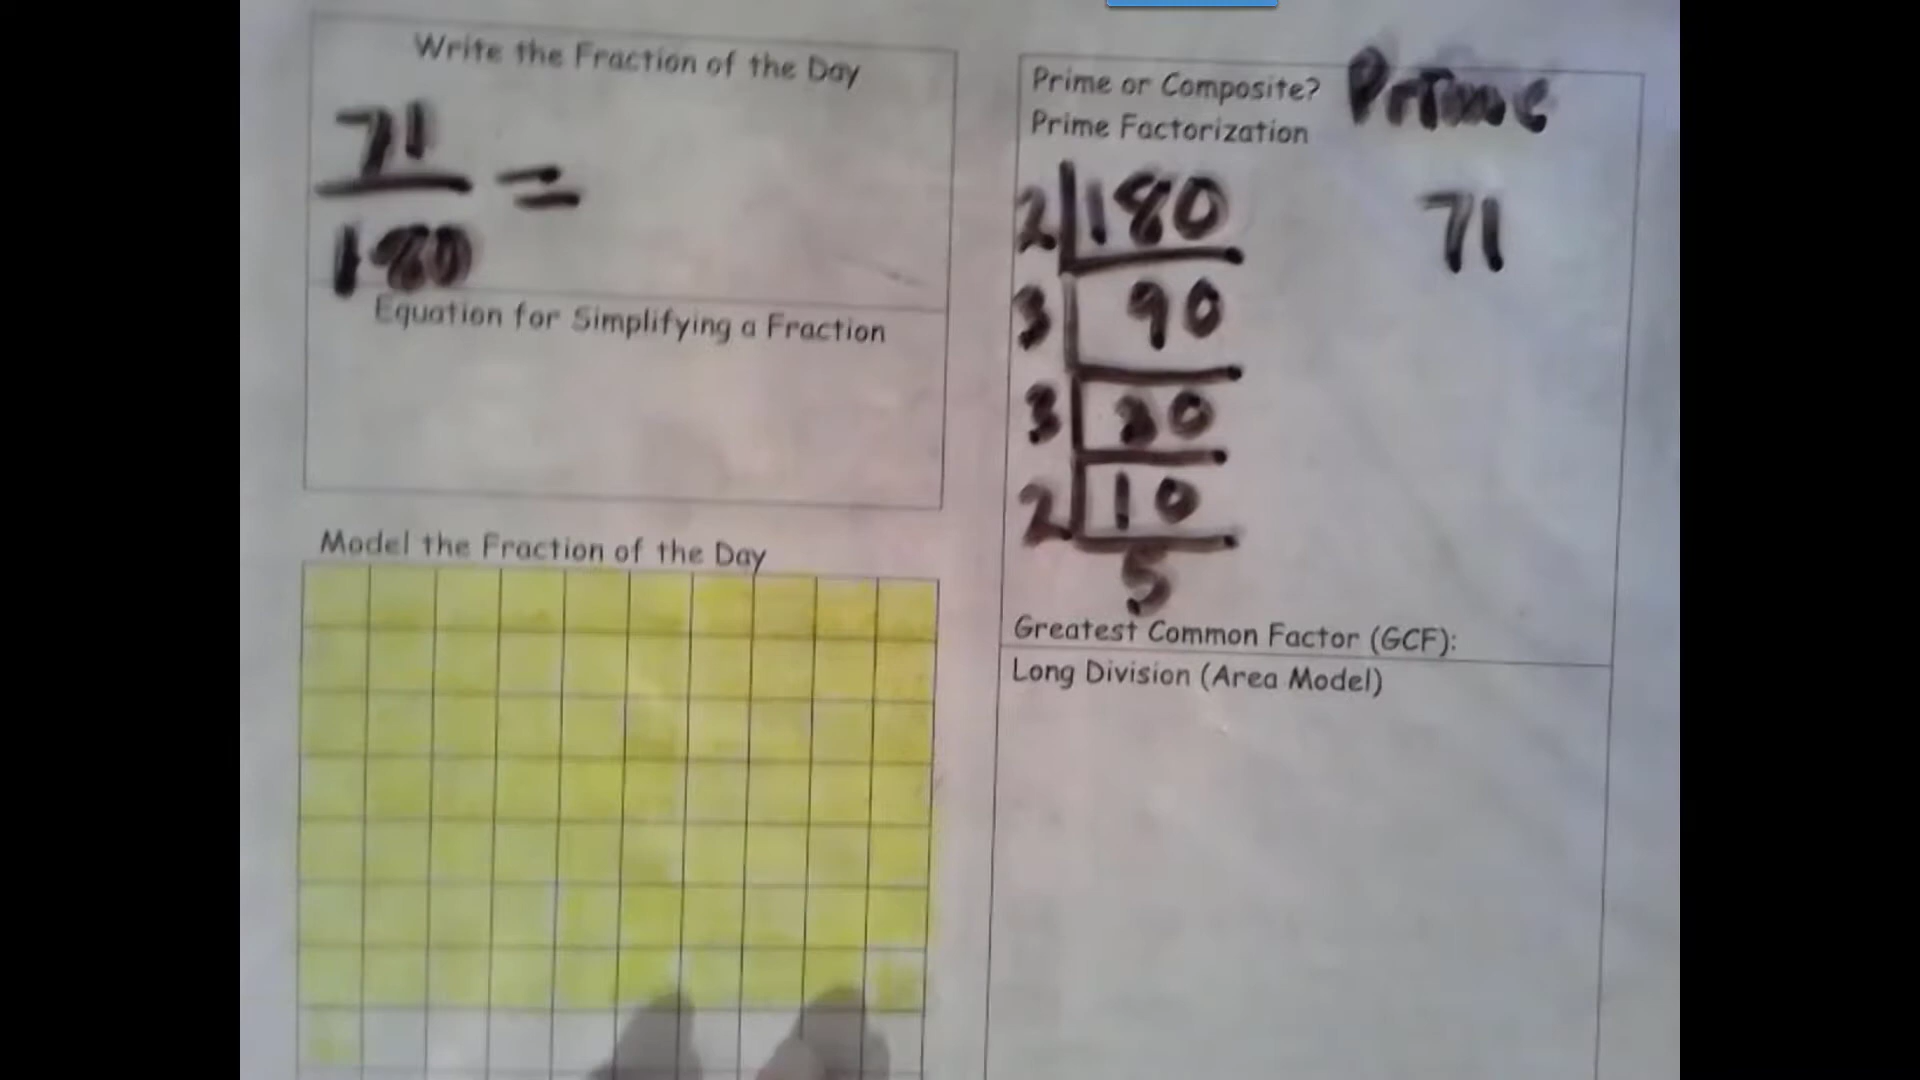 Write the Fraction of the Day
71
180
=
Equation for Simplifying a Fraction
Model the Fraction of the Day
Prime or Composite? Prime
Prime Factorization
2 180 71
3 90
3 30
2 10
5
Greatest Common Factor (GCF):
Long Division (Area Model)